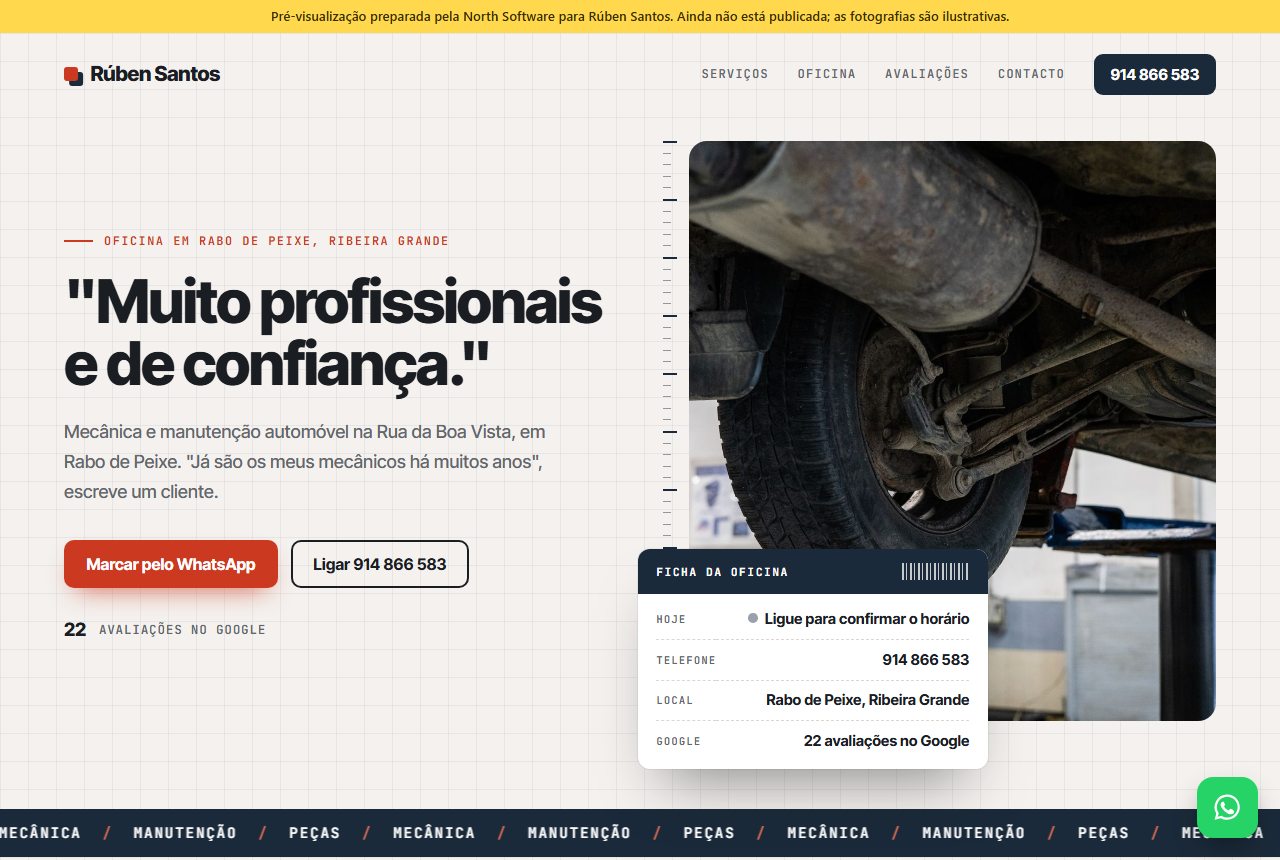 Pré-visualização preparada pela North Software para Rúben Santos. Ainda não está publicada; as fotografias são ilustrativas.
Rúben Santos
SERVIÇOS OFICINA AVALIAÇÕES CONTACTO 914 866 583
OFICINA EM RABO DE PEIXE, RIBEIRA GRANDE
"Muito profissionais
e de confiança."
Mecânica e manutenção automóvel na Rua da Boa Vista, em
Rabo de Peixe. "Já são os meus mecânicos há muitos anos",
escreve um cliente.
Marcar pelo WhatsApp Ligar 914 866 583
22 AVALIAÇÕES NO GOOGLE
FICHA DA OFICINA
HOJE Ligue para confirmar o horário
TELEFONE 914 866 583
LOCAL Rabo de Peixe, Ribeira Grande
GOOGLE 22 avaliações no Google
MECÂNICA / MANUTENÇÃO / PEÇAS / MECÂNICA / MANUTENÇÃO / PEÇAS / MECÂNICA / MANUTENÇÃO / PEÇAS /